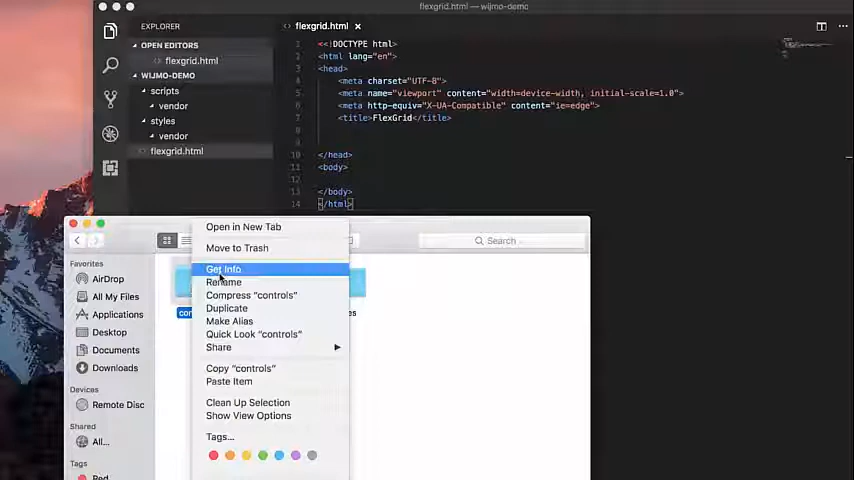 flexgrid.html — wijmo-demo
EXPLORER
flexgrid.html ×
OPEN EDITORS
flexgrid.html
WIJMO-DEMO
scripts
vendor
styles
vendor
flexgrid.html
1 <!DOCTYPE html>
2 <html lang="en">
3 <head>
4 <meta charset="UTF-8">
5 <meta name="viewport" content="width=device-width, initial-scale=1.0">
6 <meta http-equiv="X-UA-Compatible" content="ie=edge">
7 <title>FlexGrid</title>
8
9
10 </head>
11 <body>
12
13 </body>
14 </html>
Search
Favorites
AirDrop
All My Files
Applications
Desktop
Documents
Downloads
Devices
Remote Disc
Shared
All...
Tags
Red
con
es
Open in New Tab
Move to Trash
Get Info
Rename
Compress “controls”
Duplicate
Make Alias
Quick Look “controls”
Share
Copy “controls”
Paste Item
Clean Up Selection
Show View Options
Tags...